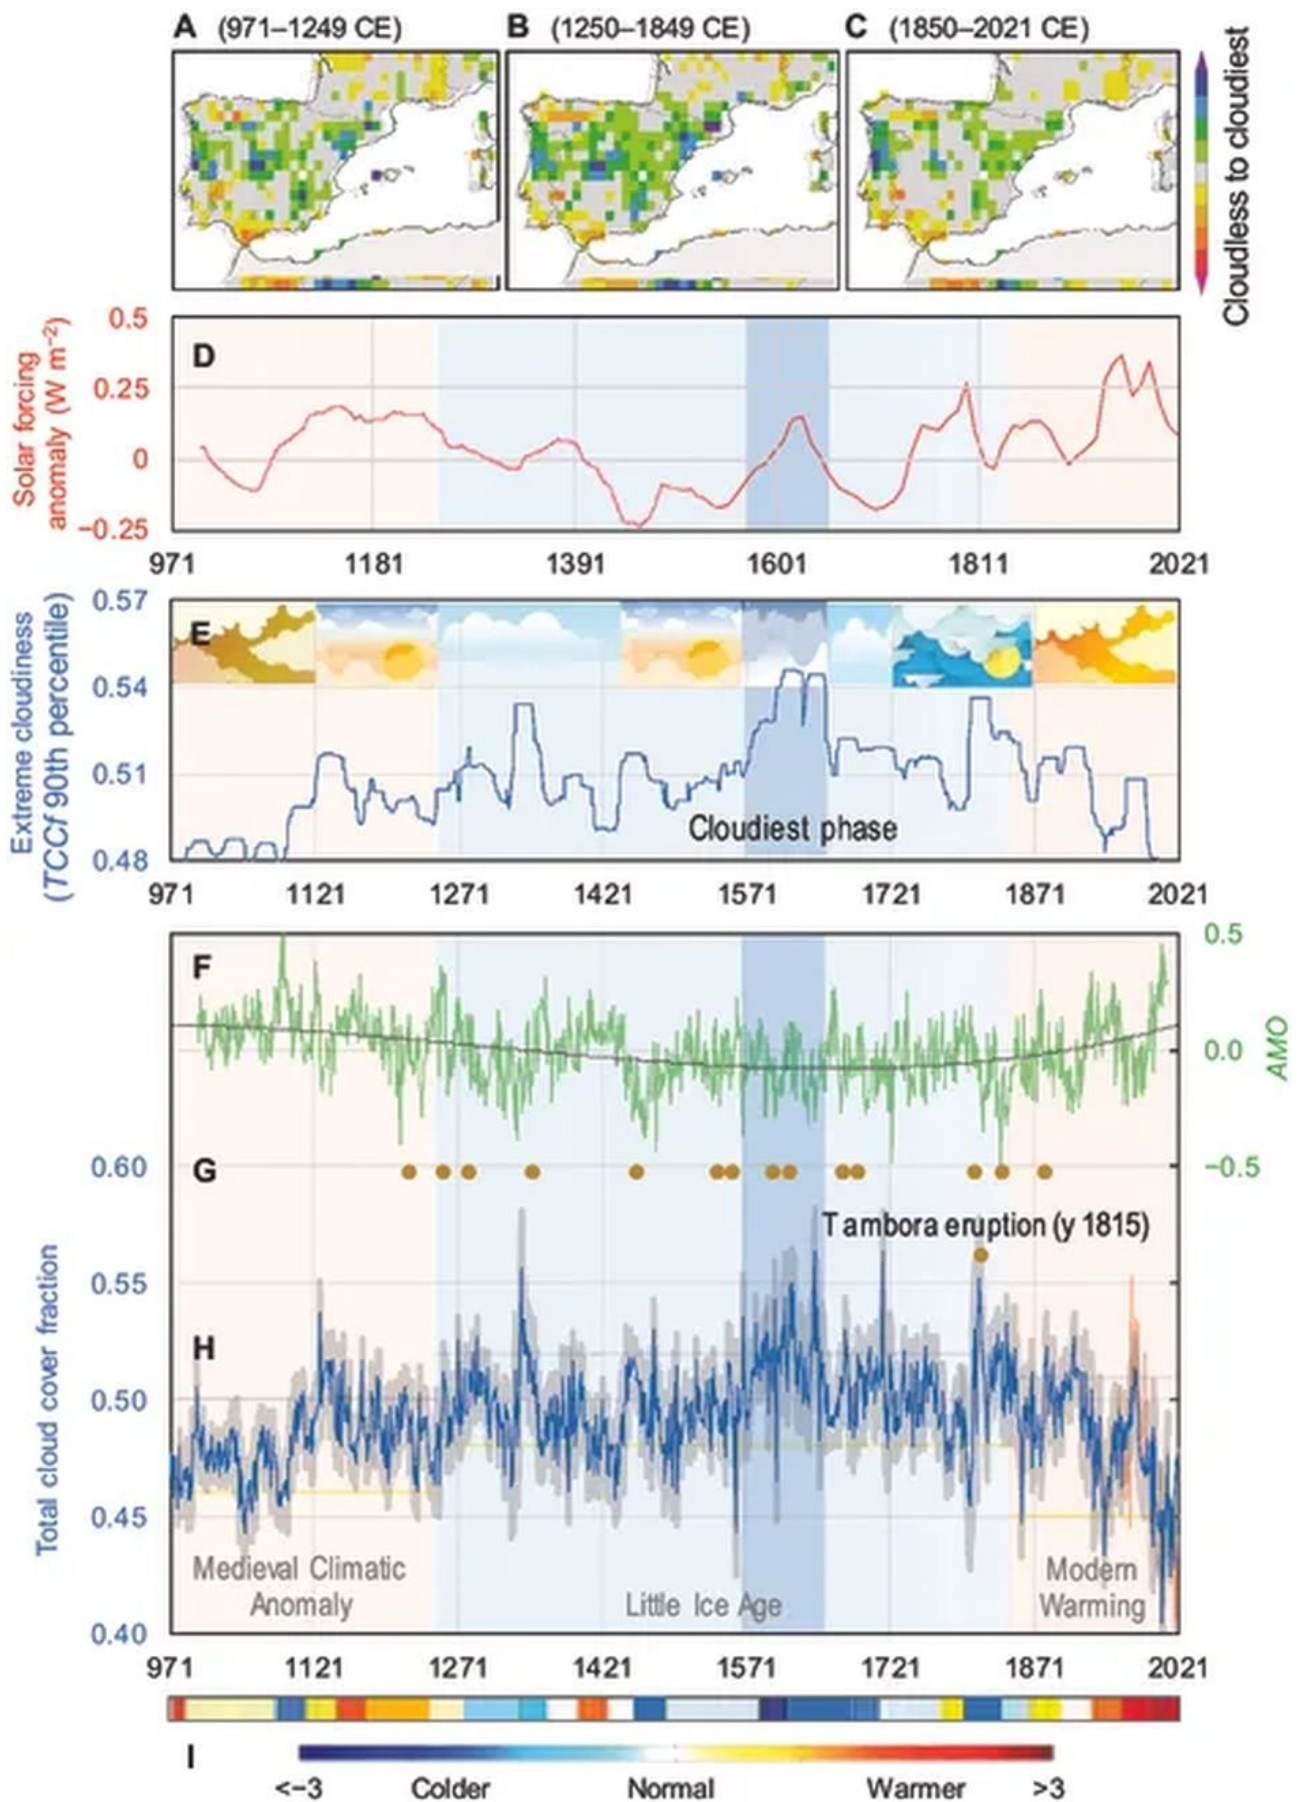 A (971–1249 CE)
B (1250–1849 CE)
C (1850–2021 CE)
Cloudless to cloudiest
Solar forcing
anomaly (W m⁻²)
0.5
0.25
0
−0.25
D
971 1181 1391 1601 1811 2021
Extreme cloudiness
(TCCf 90th percentile)
0.57
0.54
0.51
0.48
E
Cloudiest phase
971 1121 1271 1421 1571 1721 1871 2021
F
0.5
0.0
−0.5
AMO
G
Tambora eruption (y 1815)
Total cloud cover fraction
0.60
0.55
0.50
0.45
0.40
H
Medieval Climatic
Anomaly
Little Ice Age
Modern
Warming
971 1121 1271 1421 1571 1721 1871 2021
I
<−3 Colder Normal Warmer >3